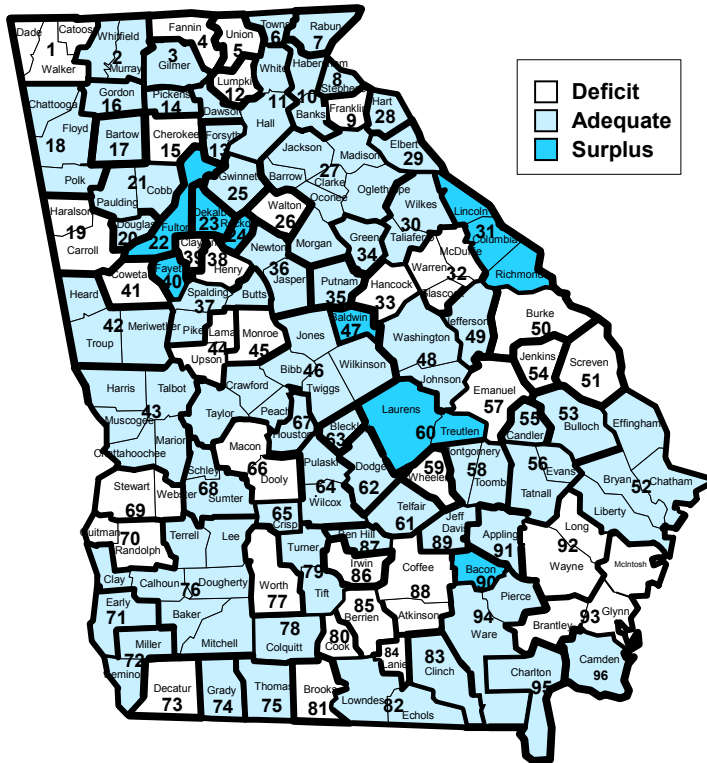 Deficit
Adequate
Surplus
Dade
Catoos
1
Walker
Whitfield
2
Murray
Fannin
4
3
Gilmer
Union
5
Towns
6
Rabun
7
Lumpki
12
White
11
Habersham
10
8
Stephens
Franklin
9
Hart
28
Chattooga
Floyd
18
Gordon
16
Pickens
14
Dawson
Banks
Bartow
17
Cherokee
15
Forsyth
13
Hall
Elbert
29
Jackson
Madison
27
Polk
21
Cobb
Paulding
Gwinnet
25
Barrow
Clarke
Oconee
Oglethorpe
Wilkes
30
Taliaferro
Lincoln
31
Columbia
Richmond
Haralson
19
Carroll
Douglas
20
Fulton
22
Dekalb
23
Rockd
24
Walton
26
Newton
36
Morgan
Green
34
McDuffie
32
Warren
Glascock
Coweta
41
Fayett
40
Clayton
39
38
Henry
Jasper
Putnam
35
Hancock
33
Heard
42
Troup
Meriwether
Spalding
37
Pike
Butts
Lamar
44
Upson
Monroe
45
Jones
Baldwin
47
Washington
48
Jefferson
49
Burke
50
Jenkins
54
Screven
51
Harris
Talbot
Muscogee
43
Chattahoochee
Marion
Taylor
Crawford
Bibb
46
Twiggs
Wilkinson
Peach
67
Houston
Bleckl
63
Johnson
Laurens
60
Treutlen
Emanuel
57
55
Candler
53
Bulloch
Effingham
Macon
66
Dooly
Schley
68
Sumter
Webster
Stewart
69
Pulaski
64
Wilcox
Dodge
62
59
Wheeler
Montgomery
58
Toomb
56
Evans
Tattnall
Bryan
52
Chatham
Liberty
Quitman
70
Randolph
Terrell
Lee
65
Crisp
Telfair
61
Jeff
Davis
89
Appling
91
Long
92
Wayne
McIntosh
Clay
Calhoun
76
Dougherty
Turner
79
Tift
Ben Hill
87
Irwin
86
Coffee
88
Bacon
90
Pierce
Early
71
Baker
Mitchell
Worth
77
85
Berrien
Atkinson
94
Ware
Brantley
93
Glynn
Miller
72
Seminol
78
Colquitt
80
Cook
84
Lanie
83
Clinch
Charlton
95
Camden
96
Decatur
73
Grady
74
Thomas
75
Brooks
81
Lowndes
82
Echols